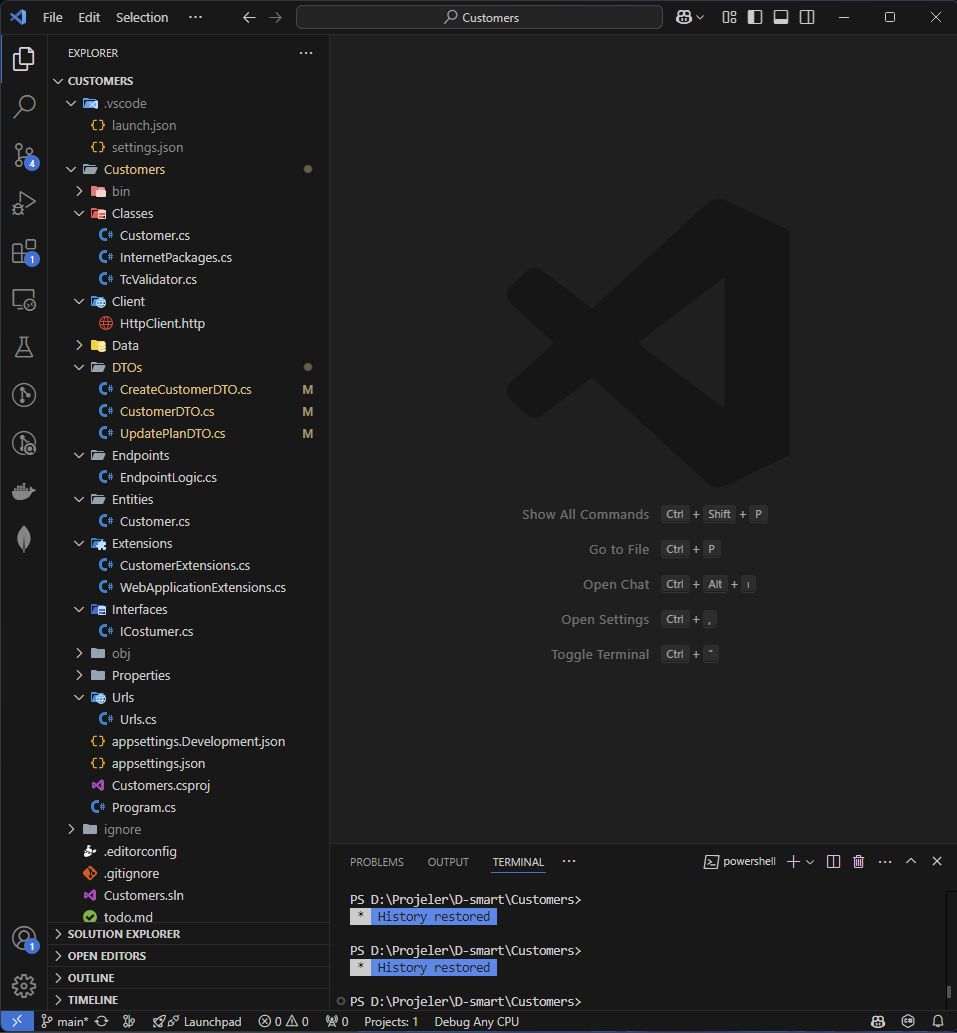 File Edit Selection ··· Customers
EXPLORER ···
CUSTOMERS
.vscode
{} launch.json
{} settings.json
Customers
bin
Classes
C# Customer.cs
C# InternetPackages.cs
C# TcValidator.cs
Client
HttpClient.http
Data
DTOs
C# CreateCustomerDTO.cs M
C# CustomerDTO.cs M
C# UpdatePlanDTO.cs M
Endpoints
C# EndpointLogic.cs
Entities
C# Customer.cs
Extensions
C# CustomerExtensions.cs
C# WebApplicationExtensions.cs
Interfaces
C# ICostumer.cs
obj
Properties
Urls
C# Urls.cs
{} appsettings.Development.json
{} appsettings.json
Customers.csproj
C# Program.cs
ignore
.editorconfig
.gitignore
Customers.sln
todo.md
SOLUTION EXPLORER
OPEN EDITORS
OUTLINE
TIMELINE
4
1
1
Show All Commands Ctrl + Shift + P
Go to File Ctrl + P
Open Chat Ctrl + Alt + ı
Open Settings Ctrl + ,
Toggle Terminal Ctrl + "
PROBLEMS OUTPUT TERMINAL ··· powershell
PS D:\Projeler\D-smart\Customers>
* History restored
PS D:\Projeler\D-smart\Customers>
* History restored
PS D:\Projeler\D-smart\Customers>
main* Launchpad 0 0 0 Projects: 1 Debug Any CPU